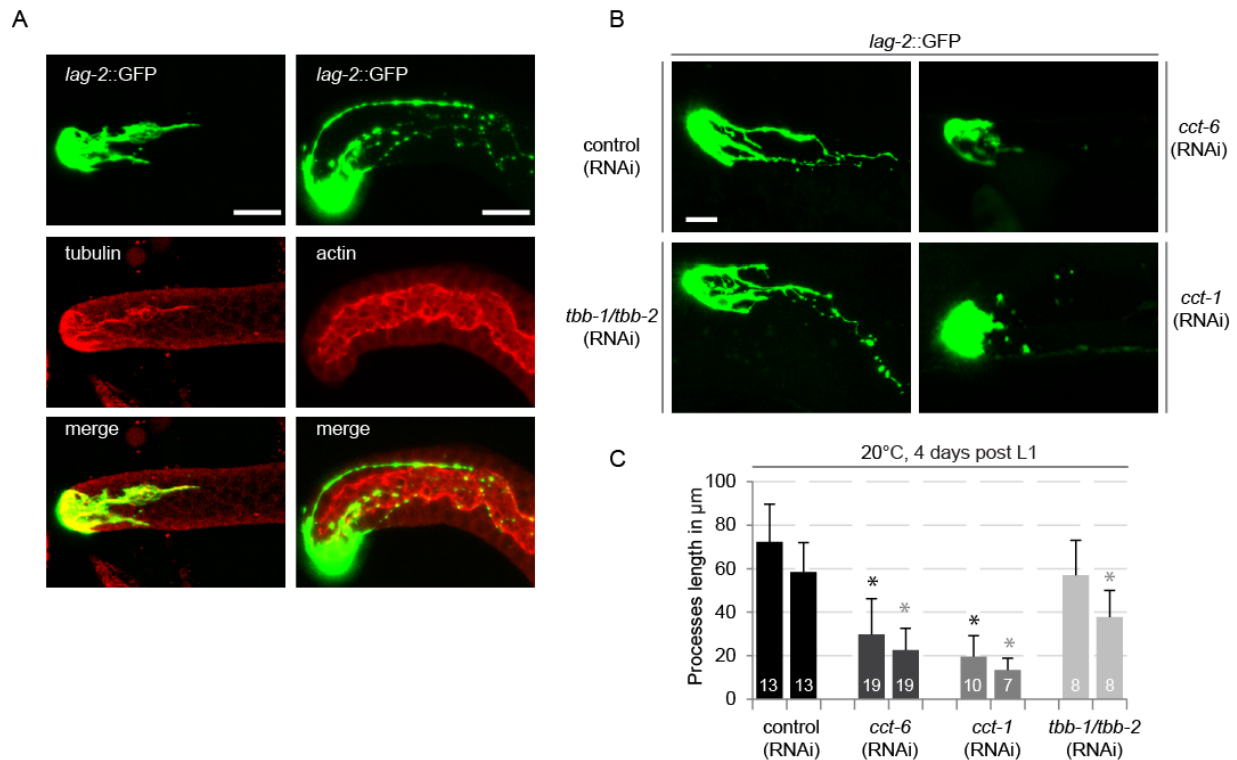 A
lag-2::GFP
lag-2::GFP
tubulin
actin
merge
merge
B
lag-2::GFP
control
(RNAi)
cct-6
(RNAi)
tbb-1/tbb-2
(RNAi)
cct-1
(RNAi)
C
20°C, 4 days post L1
Processes length in µm
100
80
60
40
20
0
*
*
*
*
*
13
13
19
19
10
7
8
8
control
(RNAi)
cct-6
(RNAi)
cct-1
(RNAi)
tbb-1/tbb-2
(RNAi)